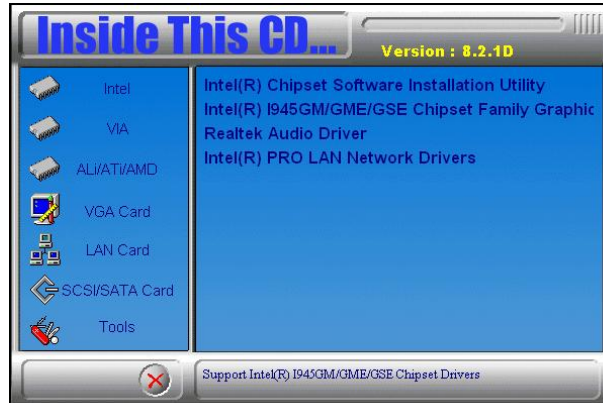 Inside This CD...
Version : 8.2.1D
Intel
VIA
ALi/ATi/AMD
VGA Card
LAN Card
SCSI/SATA Card
Tools
Intel(R) Chipset Software Installation Utility
Intel(R) I945GM/GME/GSE Chipset Family Graphic
Realtek Audio Driver
Intel(R) PRO LAN Network Drivers
Support Intel(R) I945GM/GME/GSE Chipset Drivers